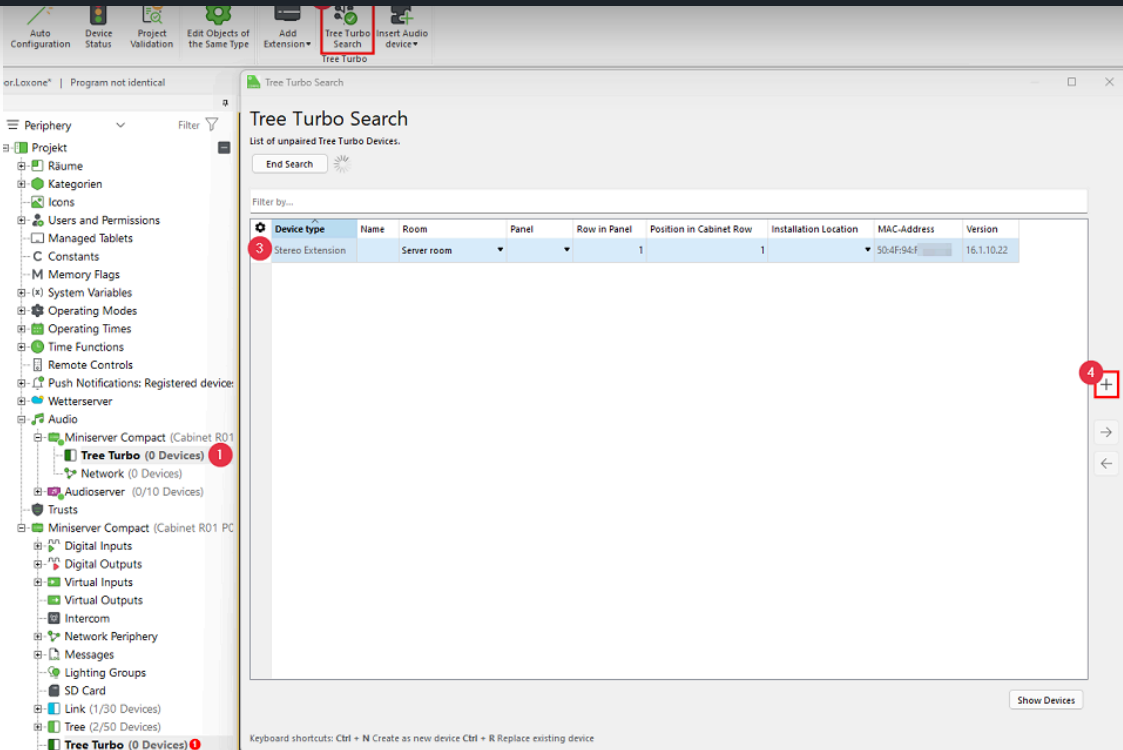 Auto Configuration
Device Status
Project Validation
Edit Objects of the Same Type
Add Extension
Tree Turbo Search
Insert Audio device
Tree Turbo
or.Loxone* | Program not identical
Periphery
Filter
Projekt
Räume
Kategorien
Icons
Users and Permissions
Managed Tablets
C Constants
M Memory Flags
(x) System Variables
Operating Modes
Operating Times
Time Functions
Remote Controls
Push Notifications: Registered device
Wetterserver
Audio
Miniserver Compact (Cabinet R01
Tree Turbo (0 Devices) 1
Network (0 Devices)
Audioserver (0/10 Devices)
Trusts
Miniserver Compact (Cabinet R01 P0
Digital Inputs
Digital Outputs
Virtual Inputs
Virtual Outputs
Intercom
Network Periphery
Messages
Lighting Groups
SD Card
Link (1/30 Devices)
Tree (2/50 Devices)
Tree Turbo (0 Devices) 1
Tree Turbo Search
Tree Turbo Search
List of unpaired Tree Turbo Devices.
End Search
Filter by...
Device type Name Room Panel Row in Panel Position in Cabinet Row Installation Location MAC-Address Version
3 Stereo Extension Server room 1 1 50:4F:94:F 16.1.10.22
4
Show Devices
Keyboard shortcuts: Ctrl + N Create as new device Ctrl + R Replace existing device